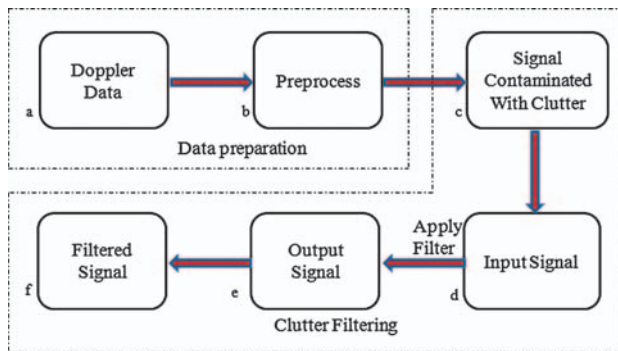 Doppler
Data
a
Preprocess
b
Signal
Contaminated
With Clutter
c
Data preparation
Input Signal
d
Apply
Filter
Output
Signal
e
Filtered
Signal
f
Clutter Filtering